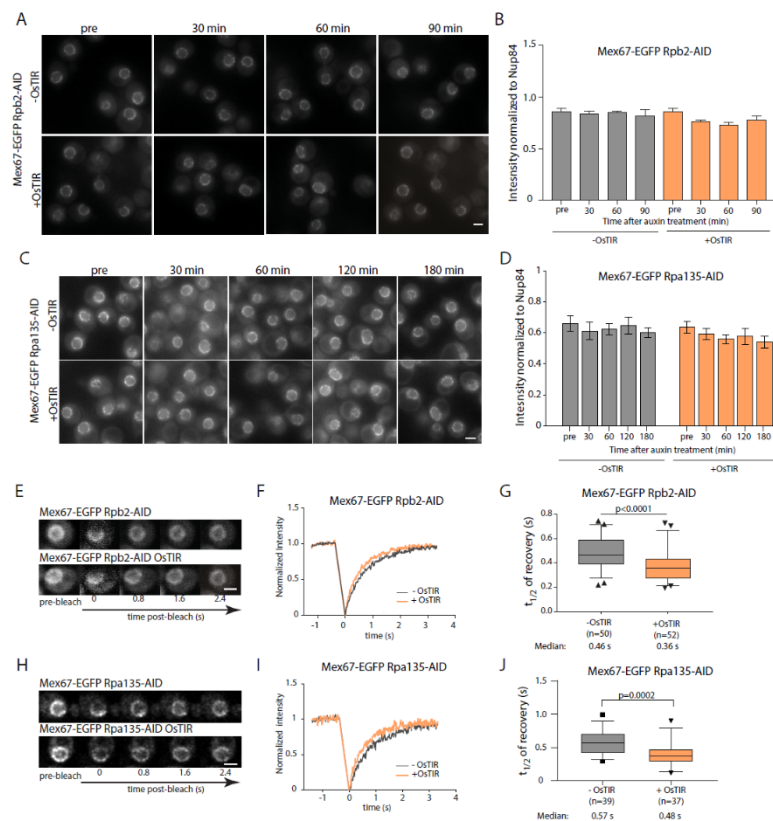 A
pre
30 min
60 min
90 min
Mex67-EGFP Rpb2-AID
-OsTIR
+OsTIR
B
Mex67-EGFP Rpb2-AID
Intesnsity normalized to Nup84
1.5
1.0
0.5
0
pre 30 60 90 pre 30 60 90
Time after auxin treatment (min)
-OsTIR +OsTIR
C
pre
30 min
60 min
120 min
180 min
Mex67-EGFP Rpa135-AID
-OsTIR
+OsTIR
D
Mex67-EGFP Rpa135-AID
Intesnsity normalized to Nup84
1.0
0.8
0.6
0.4
0.2
0
pre 30 60 120 180 pre 30 60 120 180
Time after auxin treatment (min)
-OsTIR +OsTIR
E
Mex67-EGFP Rpb2-AID
Mex67-EGFP Rpb2-AID OsTIR
pre-bleach 0 0.8 1.6 2.4
time post-bleach (s)
F
Mex67-EGFP Rpb2-AID
Normalized Intensity
1.5
1.0
0.5
0
- OsTIR
+ OsTIR
-1 0 1 2 3 4
time (s)
G
Mex67-EGFP Rpb2-AID
p<0.0001
t1/2 of recovery (s)
0.8
0.6
0.4
0.2
0
-OsTIR +OsTIR
(n=50) (n=52)
Median: 0.46 s 0.36 s
H
Mex67-EGFP Rpa135-AID
Mex67-EGFP Rpa135-AID OsTIR
pre-bleach 0 0.8 1.6 2.4
time post-bleach (s)
I
Mex67-EGFP Rpa135-AID
Normalized intensity
1.5
1
0.5
0
- OsTIR
+OsTIR
-1 0 1 2 3 4
time (s)
J
Mex67-EGFP Rpa135-AID
p=0.0002
t1/2 of recovery (s)
1.5
1.0
0.5
0
- OsTIR + OsTIR
(n=39) (n=37)
Median: 0.57 s 0.48 s